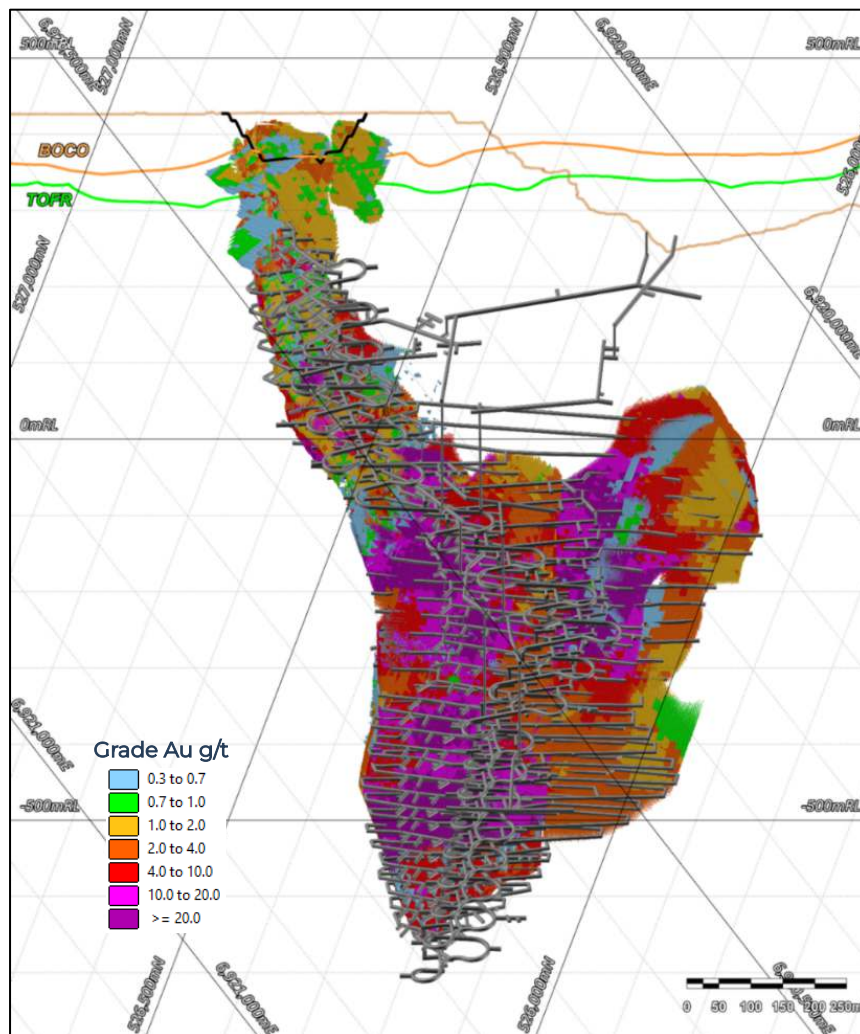 500mRL
500mRL
527,000mN
526,500mN
6,920,000mE
BOCO
TOFR
526,000mN
527,000mN
6,920,000mE
0mRL
0mRL
6,921,000mE
-500mRL
-500mRL
Grade Au g/t
0.3 to 0.7
0.7 to 1.0
1.0 to 2.0
2.0 to 4.0
4.0 to 10.0
10.0 to 20.0
>= 20.0
526,500mN
6,921,000mE
526,000mN
0 50 100 150 200 250m